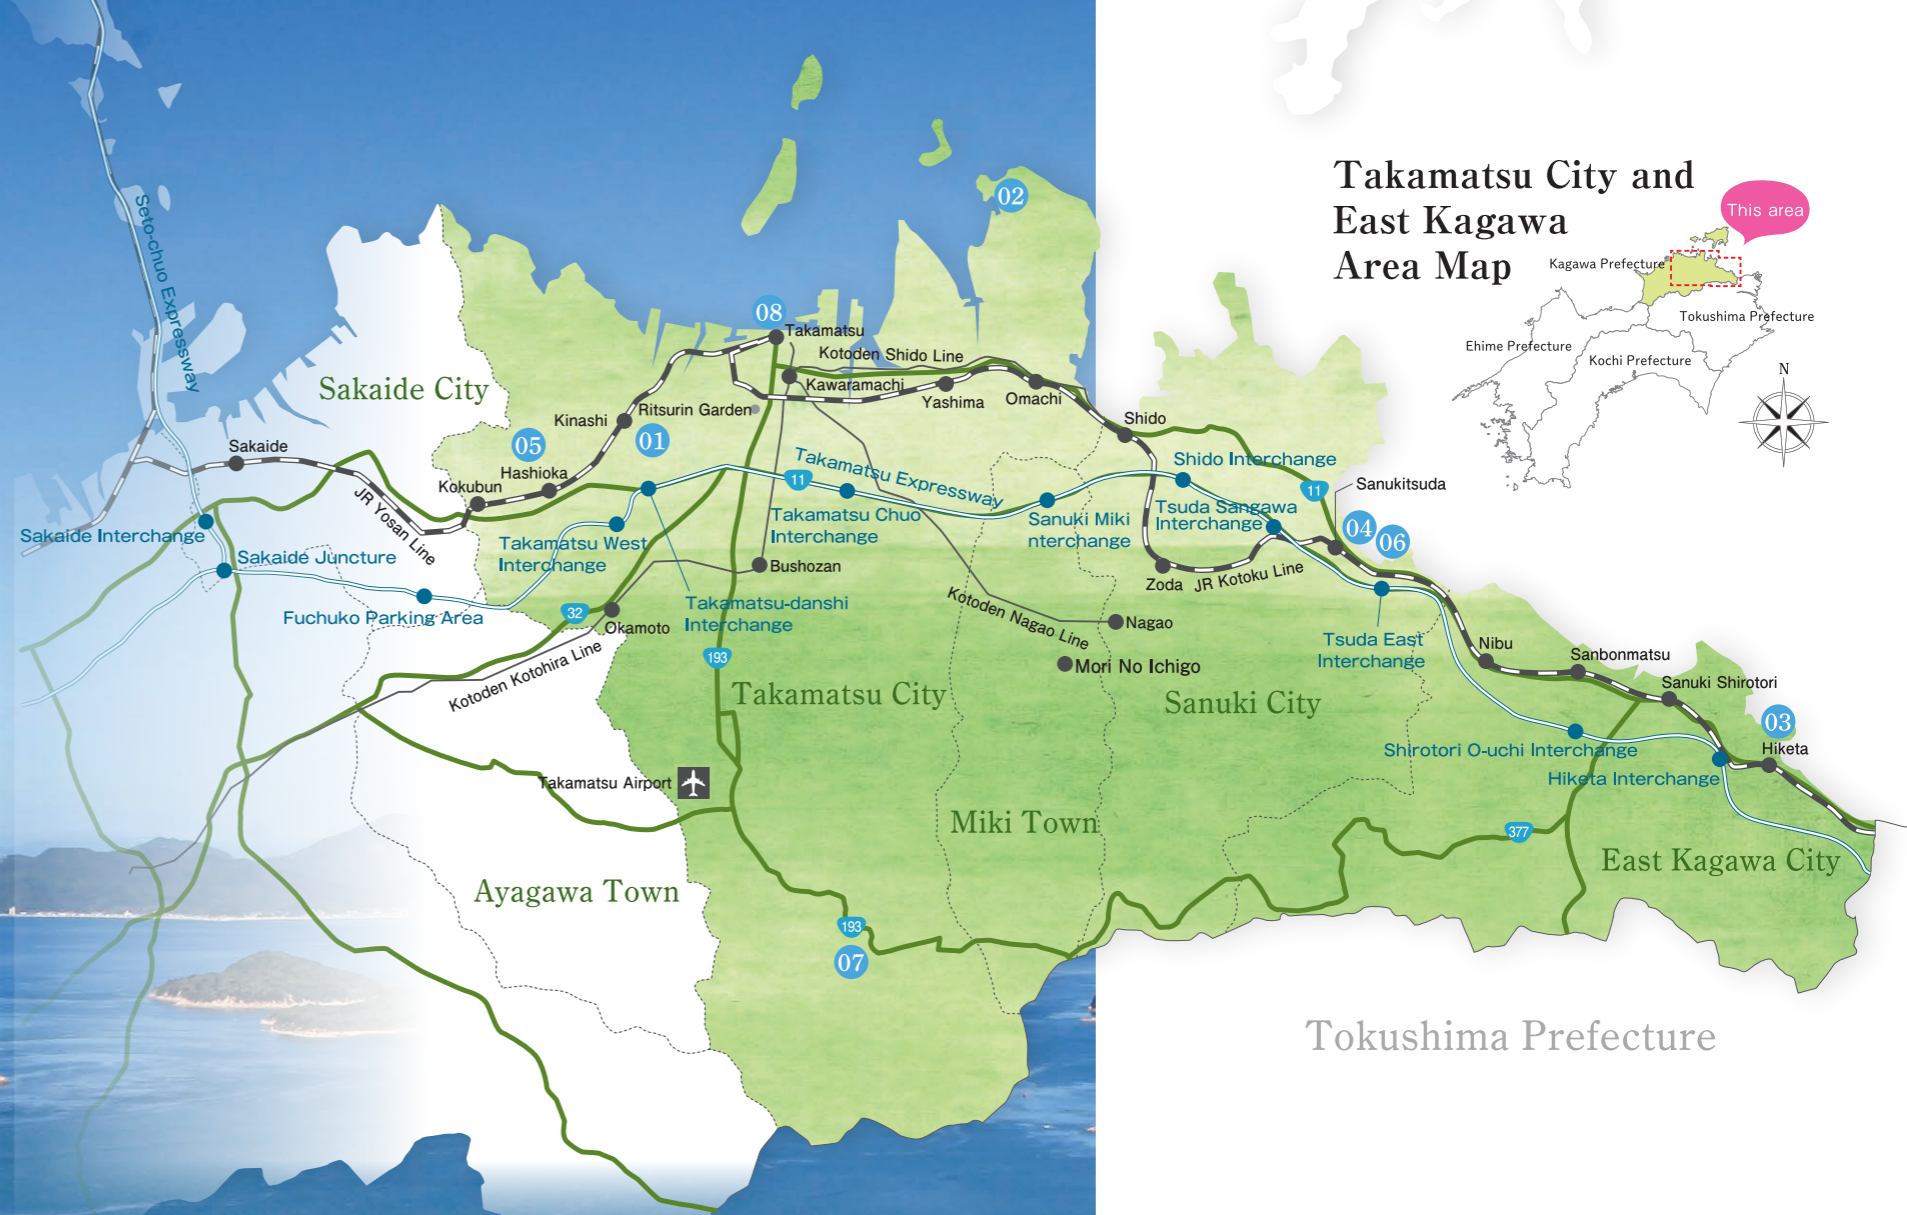 Takamatsu City and
East Kagawa
Area Map
This area
Kagawa Prefecture
Tokushima Prefecture
Ehime Prefecture
Kochi Prefecture
N
Seto-chuo Expressway
02
08
Takamatsu
Kotoden Shido Line
Kawaramachi
Yashima
Omachi
Sakaide City
Ritsurin Garden
Kinashi
01
05
Hashioka
Kokubun
Sakaide
JR Yosan Line
Shido
Takamatsu Expressway
11
Shido Interchange
11
Sanukitsuda
04
06
Takamatsu Chuo
Interchange
Sanuki Miki
nterchange
Tsuda Sangawa
Interchange
Sakaide Interchange
Sakaide Juncture
Takamatsu West
Interchange
Fuchuko Parking Area
Bushozan
Zoda
JR Kotoku Line
32
Okamoto
Takamatsu-danshi
Interchange
Kotoden Nagao Line
Nagao
Tsuda East
Interchange
Nibu
Sanbonmatsu
Sanuki Shirotori
Kotoden Kotohira Line
193
Mori No Ichigo
Takamatsu City
Sanuki City
03
Hiketa
Shirotori O-uchi Interchange
Hiketa Interchange
Takamatsu Airport
Miki Town
377
East Kagawa City
Ayagawa Town
193
07
Tokushima Prefecture